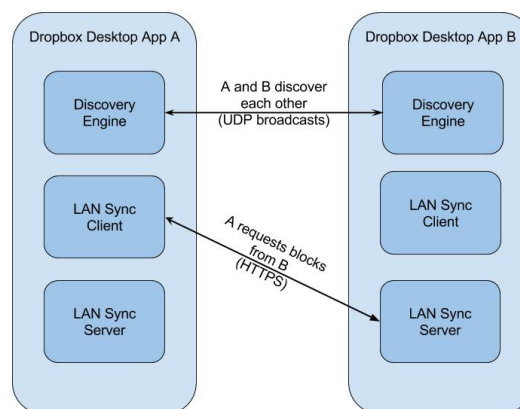 Dropbox Desktop App A
Discovery
Engine
LAN Sync
Client
LAN Sync
Server
A and B discover
each other
(UDP broadcasts)
A requests blocks
from B
(HTTPS)
Dropbox Desktop App B
Discovery
Engine
LAN Sync
Client
LAN Sync
Server